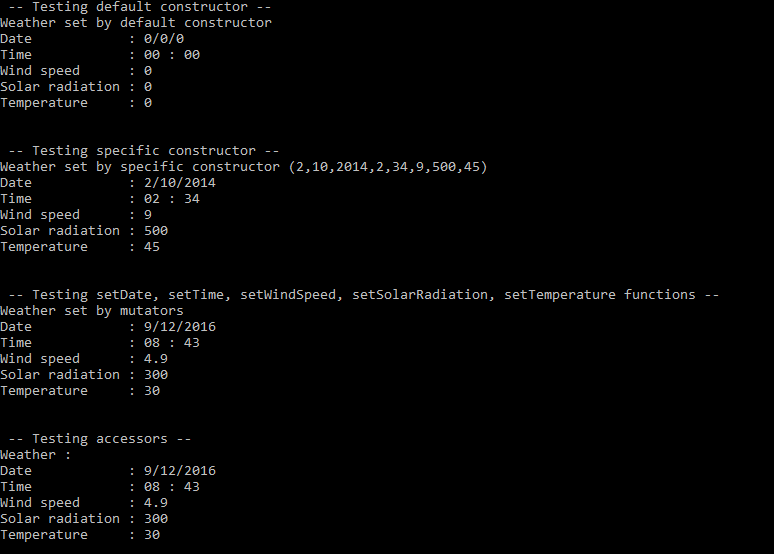 -- Testing default constructor --
Weather set by default constructor
Date            : 0/0/0
Time            : 00 : 00
Wind speed      : 0
Solar radiation : 0
Temperature     : 0
-- Testing specific constructor --
Weather set by specific constructor (2,10,2014,2,34,9,500,45)
Date            : 2/10/2014
Time            : 02 : 34
Wind speed      : 9
Solar radiation : 500
Temperature     : 45
-- Testing setDate, setTime, setWindSpeed, setSolarRadiation, setTemperature functions --
Weather set by mutators
Date            : 9/12/2016
Time            : 08 : 43
Wind speed      : 4.9
Solar radiation : 300
Temperature     : 30
-- Testing accessors --
Weather :
Date            : 9/12/2016
Time            : 08 : 43
Wind speed      : 4.9
Solar radiation : 300
Temperature     : 30